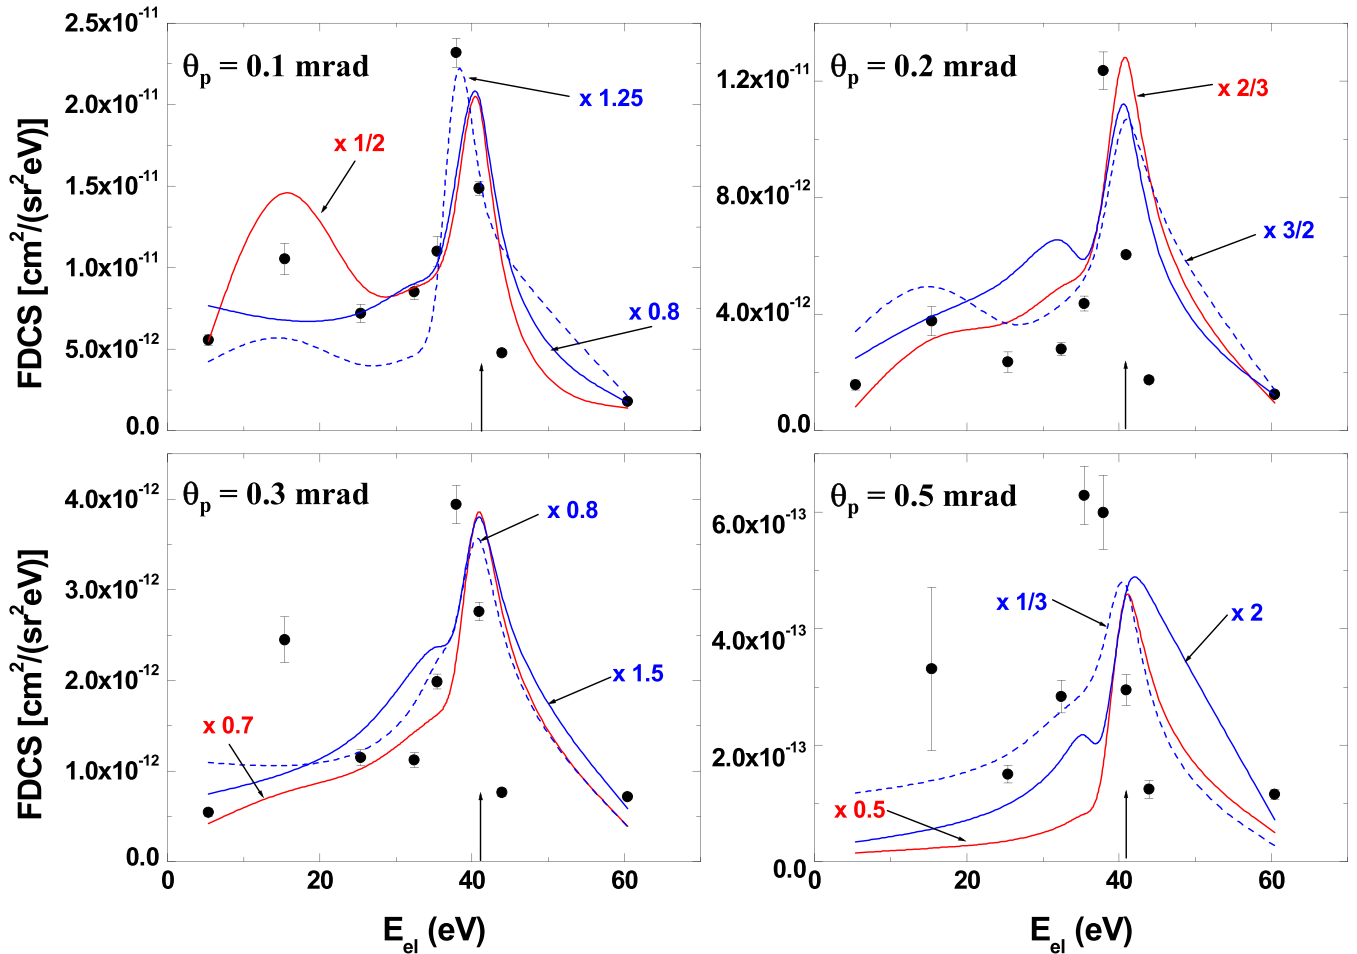 FDCS [cm²/(sr²eV)]
2.5x10⁻¹¹
2.0x10⁻¹¹
1.5x10⁻¹¹
1.0x10⁻¹¹
5.0x10⁻¹²
0.0
θp = 0.1 mrad
x 1/2
x 1.25
x 0.8
1.2x10⁻¹¹
8.0x10⁻¹²
4.0x10⁻¹²
0.0
θp = 0.2 mrad
x 2/3
x 3/2
FDCS [cm²/(sr²eV)]
4.0x10⁻¹²
3.0x10⁻¹²
2.0x10⁻¹²
1.0x10⁻¹²
0.0
θp = 0.3 mrad
x 0.8
x 1.5
x 0.7
0 20 40 60
Eel (eV)
6.0x10⁻¹³
4.0x10⁻¹³
2.0x10⁻¹³
0.0
θp = 0.5 mrad
x 1/3
x 2
x 0.5
0 20 40 60
Eel (eV)